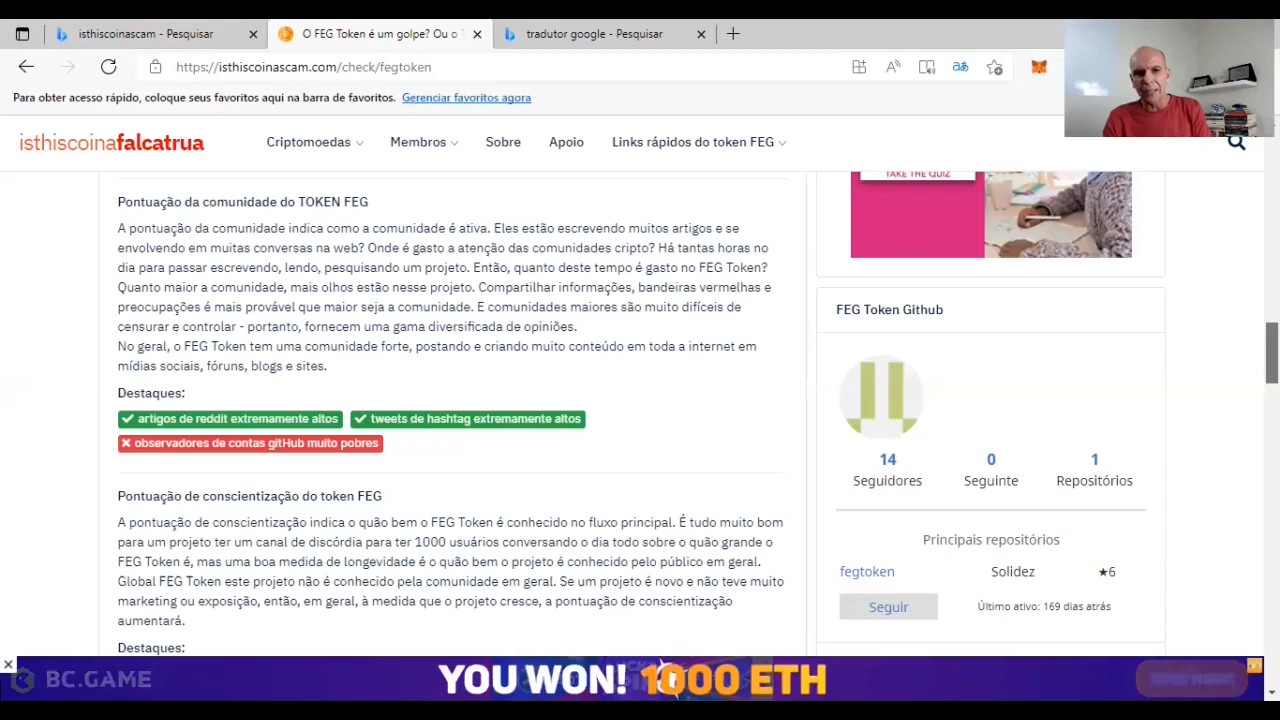 isthiscoinascam - Pesquisar
O FEG Token é um golpe? Ou o T
tradutor google - Pesquisar
https://isthiscoinascam.com/check/fegtoken
Para obter acesso rápido, coloque seus favoritos aqui na barra de favoritos. Gerenciar favoritos agora
isthiscoinafalcatrua
Criptomoedas
Membros
Sobre
Apoio
Links rápidos do token FEG
TAKE THE QUIZ
Pontuação da comunidade do TOKEN FEG
A pontuação da comunidade indica como a comunidade é ativa. Eles estão escrevendo muitos artigos e se
envolvendo em muitas conversas na web? Onde é gasto a atenção das comunidades cripto? Há tantas horas no
dia para passar escrevendo, lendo, pesquisando um projeto. Então, quanto deste tempo é gasto no FEG Token?
Quanto maior a comunidade, mais olhos estão nesse projeto. Compartilhar informações, bandeiras vermelhas e
preocupações é mais provável que maior seja a comunidade. E comunidades maiores são muito difíceis de
censurar e controlar - portanto, fornecem uma gama diversificada de opiniões.
No geral, o FEG Token tem uma comunidade forte, postando e criando muito conteúdo em toda a internet em
mídias sociais, fóruns, blogs e sites.
Destaques:
artigos de reddit extremamente altos
tweets de hashtag extremamente altos
observadores de contas gitHub muito pobres
Pontuação de conscientização do token FEG
A pontuação de conscientização indica o quão bem o FEG Token é conhecido no fluxo principal. É tudo muito bom
para um projeto ter um canal de discórdia para ter 1000 usuários conversando o dia todo sobre o quão grande o
FEG Token é, mas uma boa medida de longevidade é o quão bem o projeto é conhecido pelo público em geral.
Global FEG Token este projeto não é conhecido pela comunidade em geral. Se um projeto é novo e não teve muito
marketing ou exposição, então, em geral, à medida que o projeto cresce, a pontuação de conscientização
aumentará.
Destaques:
FEG Token Github
14
Seguidores
0
Seguinte
1
Repositórios
Principais repositórios
fegtoken
Solidez
★6
Seguir
Último ativo: 169 dias atrás
BC.GAME
YOU WON! 1000 ETH